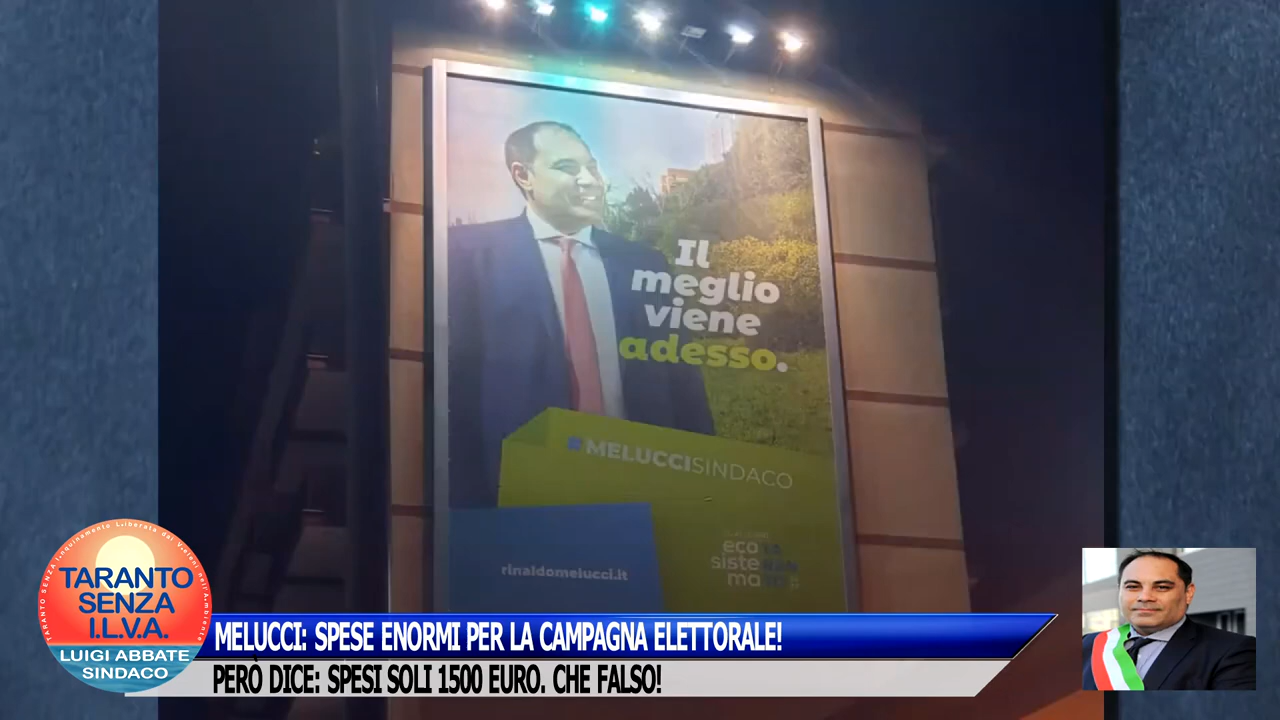 Il
meglio
viene
adesso.
#MELUCCISINDACO
eco
siste
ma
rinaldomelucci.it
TARANTO
SENZA
I.L.V.A.
LUIGI ABBATE
SINDACO
MELUCCI: SPESE ENORMI PER LA CAMPAGNA ELETTORALE!
PERÒ DICE: SPESI SOLI 1500 EURO. CHE FALSO!